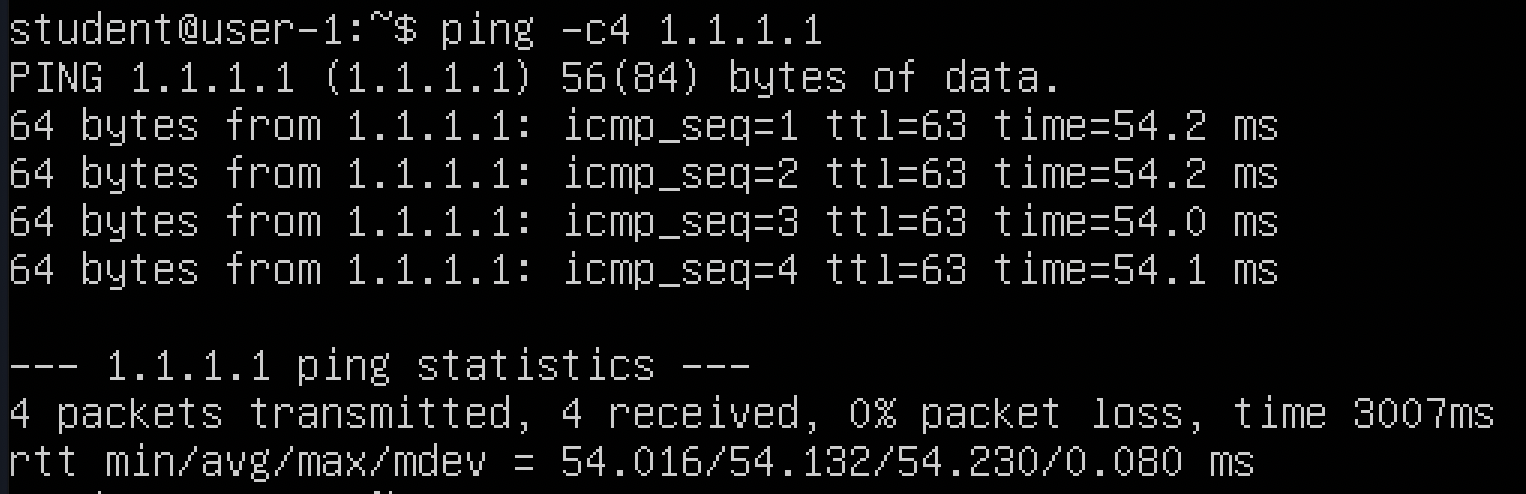 student@user-1:~$ ping -c4 1.1.1.1
PING 1.1.1.1 (1.1.1.1) 56(84) bytes of data.
64 bytes from 1.1.1.1: icmp_seq=1 ttl=63 time=54.2 ms
64 bytes from 1.1.1.1: icmp_seq=2 ttl=63 time=54.2 ms
64 bytes from 1.1.1.1: icmp_seq=3 ttl=63 time=54.0 ms
64 bytes from 1.1.1.1: icmp_seq=4 ttl=63 time=54.1 ms
--- 1.1.1.1 ping statistics ---
4 packets transmitted, 4 received, 0% packet loss, time 3007ms
rtt min/avg/max/mdev = 54.016/54.132/54.230/0.080 ms